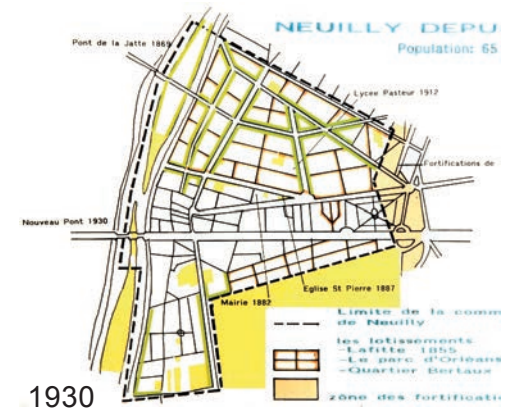 NEUILLY DEPU
Population: 65
Pont de la Jatte 1869
Lycée Pasteur 1912
Fortifications de
Nouveau Pont 1930
Eglise St Pierre 1887
Mairie 1882
Limite de la comm
de Neuilly
les lotissements
-Lafitte 1855
-Le parc d'Orléans
-Quartier Bertaux
zône des fortificati
1930